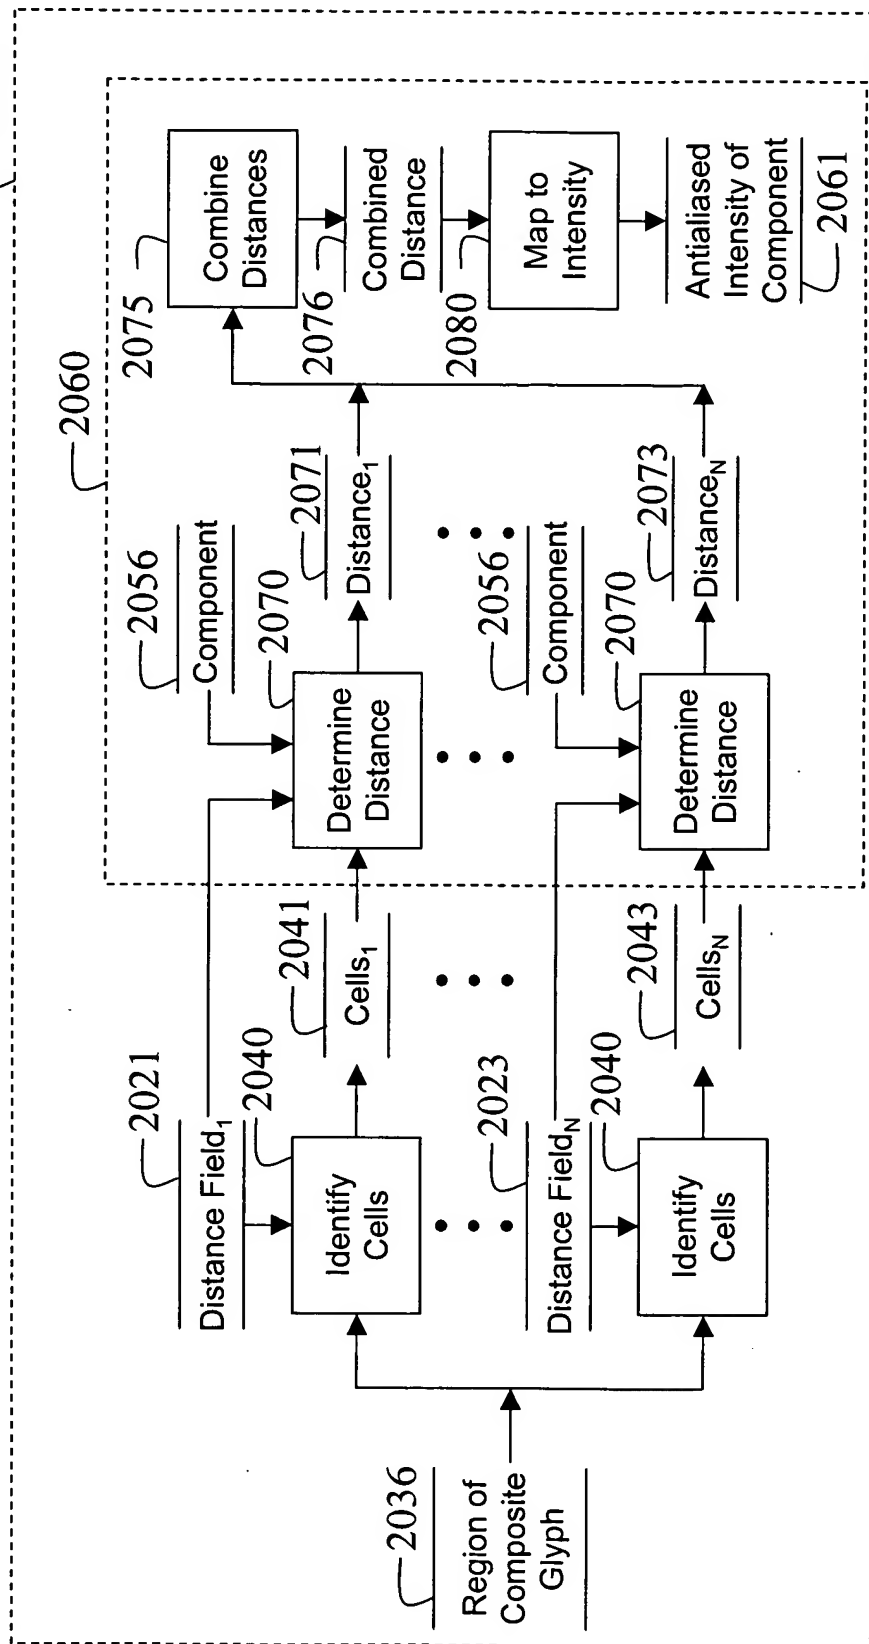 2060
2036
Region of
Composite
Glyph
2021
Distance Field1
2040
Identify
Cells
2041
Cells1
2056
Component
2070
Determine
Distance
2071
Distance1
2075
Combine
Distances
2076
Combined
Distance
2080
Map to
Intensity
Antialiased
Intensity of
Component
2061
2023
Distance FieldN
2040
Identify
Cells
2043
CellsN
2056
Component
2070
Determine
Distance
2073
DistanceN